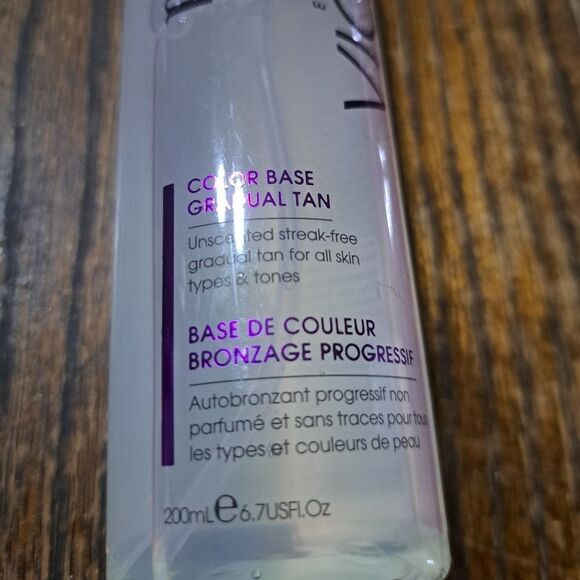 COLOR BASE
GRADUAL TAN
Unscented streak-free
gradual tan for all skin
types & tones
BASE DE COULEUR
BRONZAGE PROGRESSIF
Autobronzant progressif non
parfumé et sans traces pour tous
les types et couleurs de peau
200mL e 6.7USFl.Oz